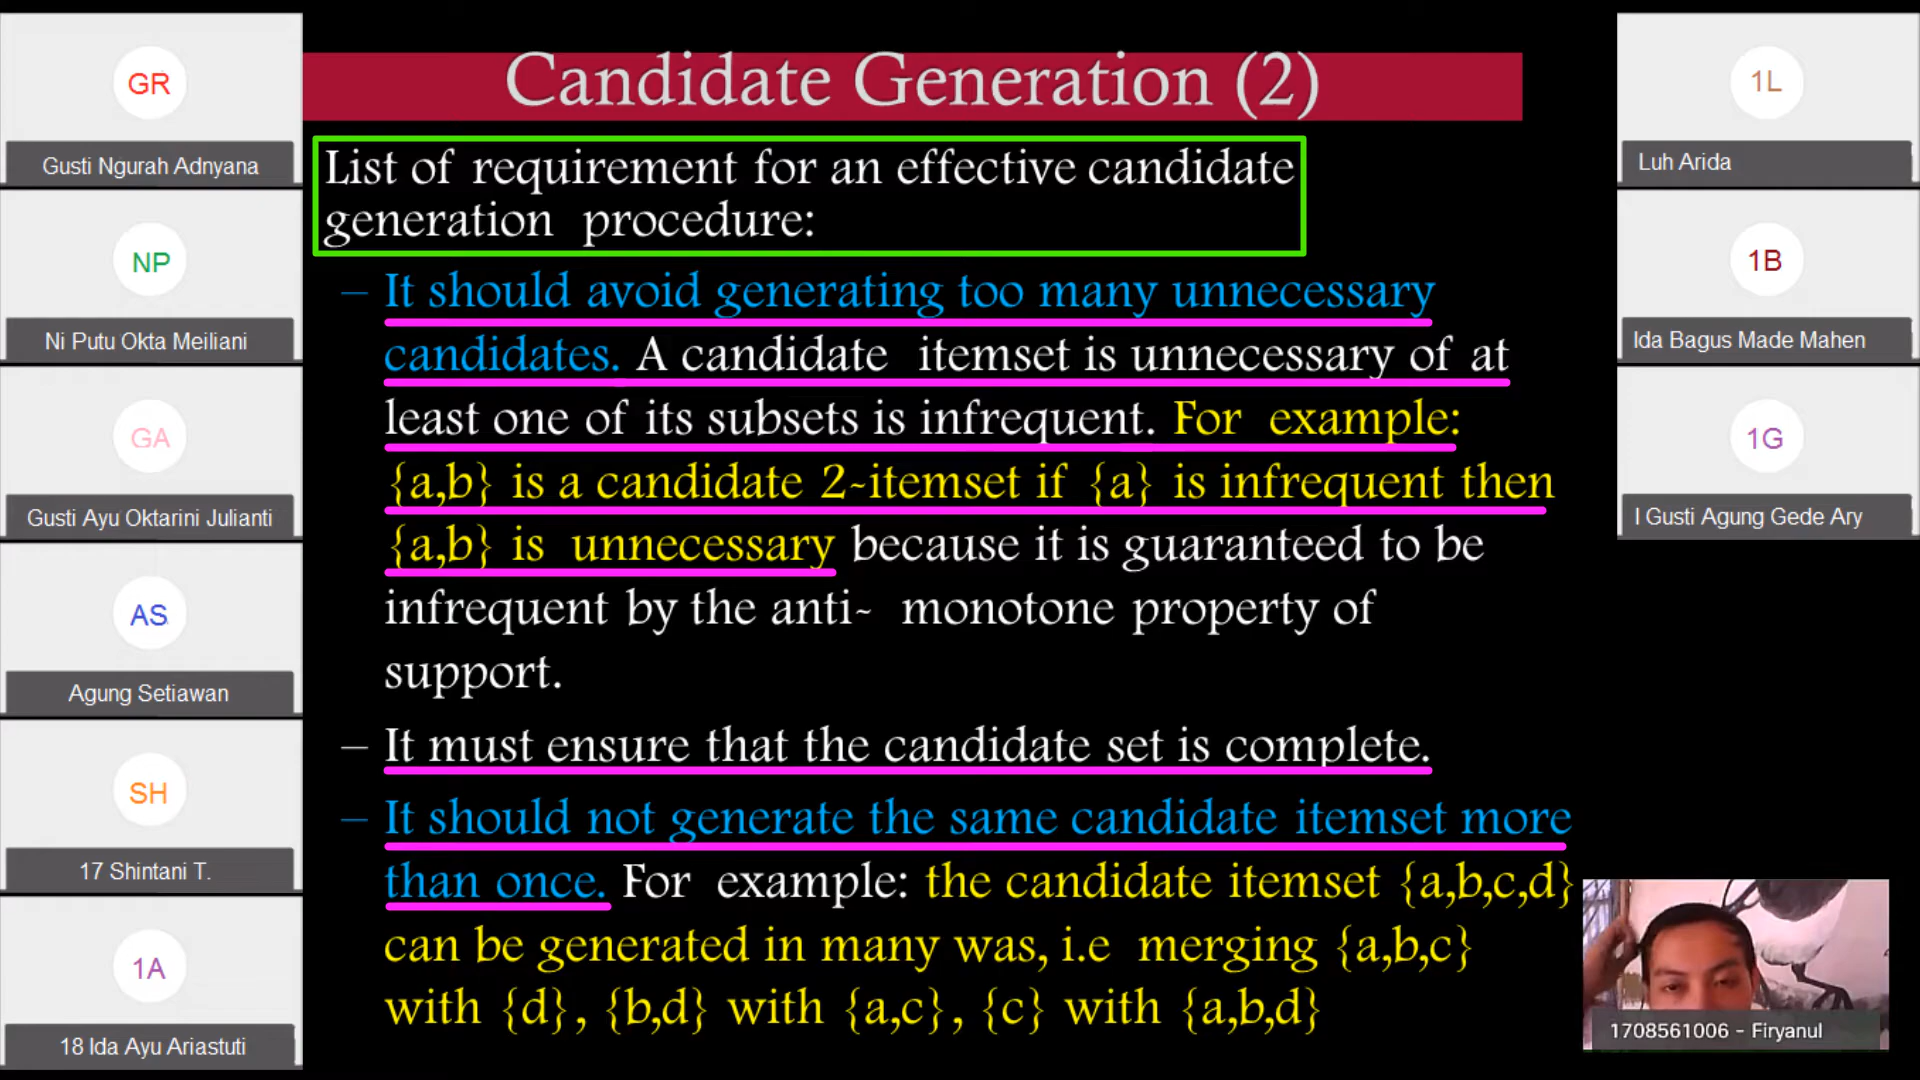 GR
Gusti Ngurah Adnyana
NP
Ni Putu Okta Meiliani
GA
Gusti Ayu Oktarini Julianti
AS
Agung Setiawan
SH
17 Shintani T.
1A
18 Ida Ayu Ariastuti
Candidate Generation (2)
List of requirement for an effective candidate
generation procedure:
– It should avoid generating too many unnecessary
candidates. A candidate itemset is unnecessary of at
least one of its subsets is infrequent. For example:
{a,b} is a candidate 2-itemset if {a} is infrequent then
{a,b} is unnecessary because it is guaranteed to be
infrequent by the anti- monotone property of
support.
– It must ensure that the candidate set is complete.
– It should not generate the same candidate itemset more
than once. For example: the candidate itemset {a,b,c,d}
can be generated in many was, i.e merging {a,b,c}
with {d}, {b,d} with {a,c}, {c} with {a,b,d}
1L
Luh Arida
1B
Ida Bagus Made Mahen
1G
I Gusti Agung Gede Ary
1708561006 - Firyanul